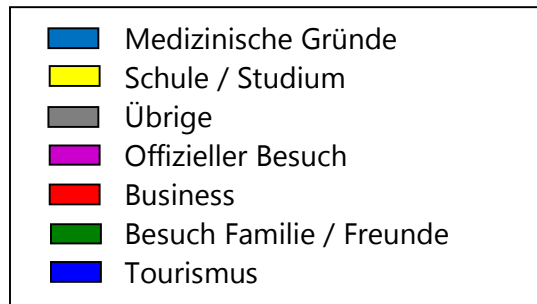 Medizinische Gründe
Schule / Studium
Übrige
Offizieller Besuch
Business
Besuch Familie / Freunde
Tourismus